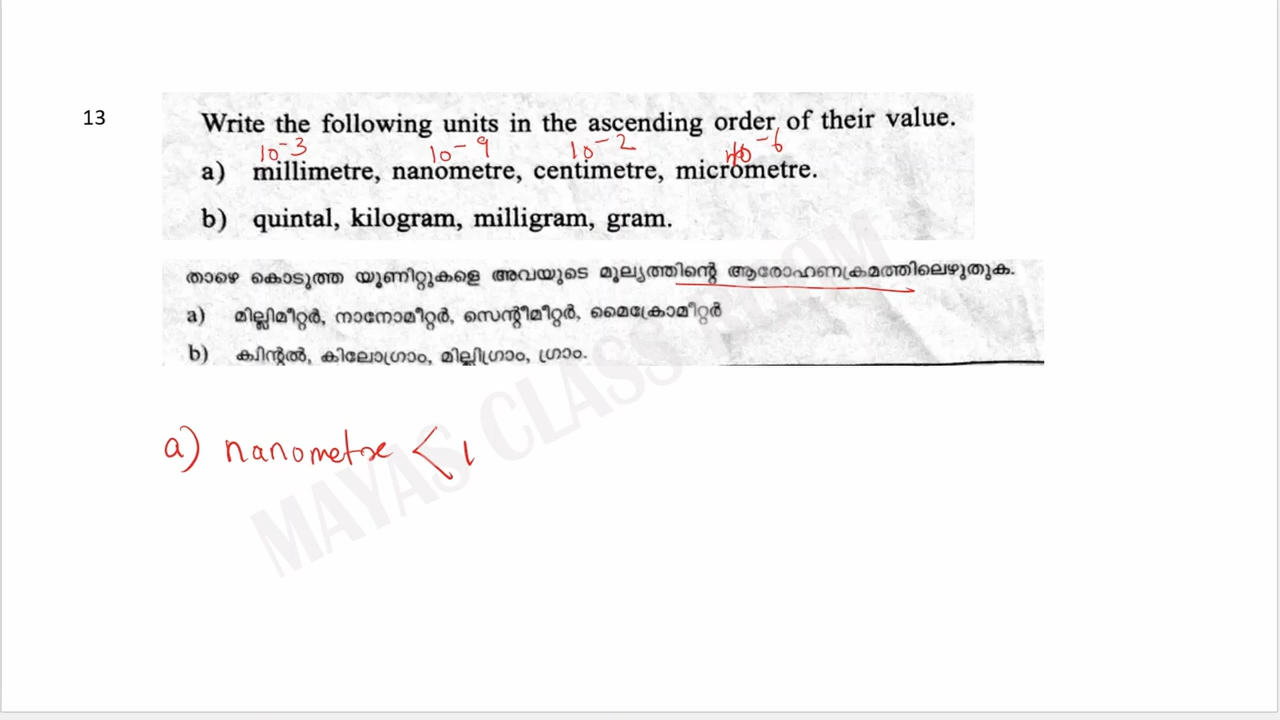 13
Write the following units in the ascending order of their value.
10⁻³ 10⁻⁹ 10⁻² 10⁻⁶
a) millimetre, nanometre, centimetre, micrometre.
b) quintal, kilogram, milligram, gram.
താഴെ കൊടുത്ത യൂണിറ്റുകളെ അവയുടെ മൂല്യത്തിന്റെ ആരോഹണക്രമത്തിലെഴുതുക.
a) മില്ലിമീറ്റർ, നാനോമീറ്റർ, സെന്റീമീറ്റർ, മൈക്രോമീറ്റർ
b) ക്വിന്റൽ, കിലോഗ്രാം, മില്ലിഗ്രാം, ഗ്രാം.
a) nanometre <
MAYAS CLASS ROOM